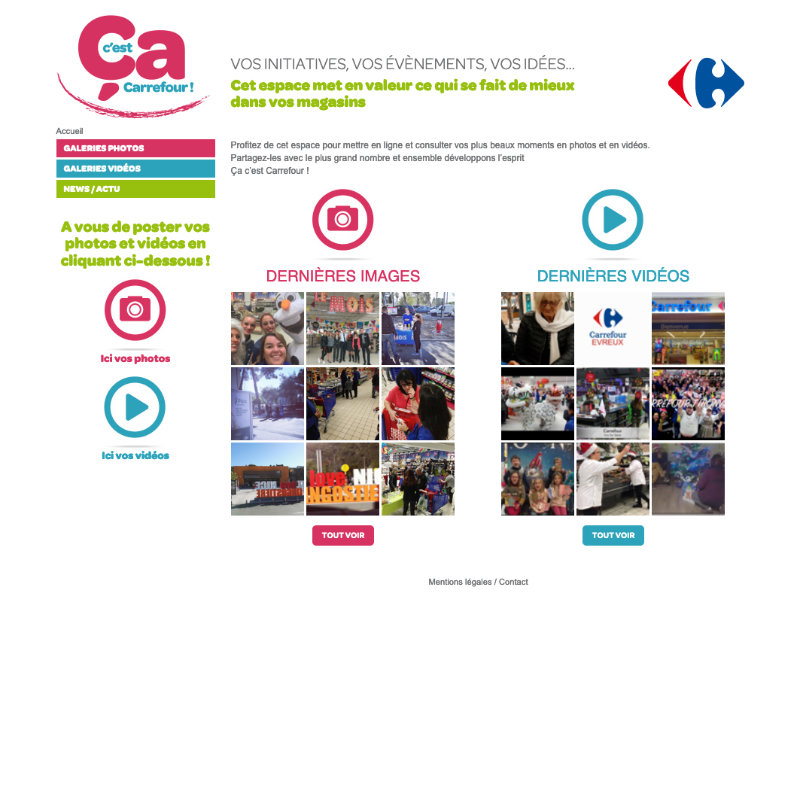 c'est
Ça
Carrefour !
VOS INITIATIVES, VOS ÉVÈNEMENTS, VOS IDÉES...
Cet espace met en valeur ce qui se fait de mieux
dans vos magasins
Accueil
GALERIES PHOTOS
GALERIES VIDÉOS
NEWS / ACTU
Profitez de cet espace pour mettre en ligne et consulter vos plus beaux moments en photos et en vidéos.
Partagez-les avec le plus grand nombre et ensemble développons l'esprit
Ça c'est Carrefour !
A vous de poster vos
photos et vidéos en
cliquant ci-dessous !
Ici vos photos
Ici vos vidéos
DERNIÈRES IMAGES
DERNIÈRES VIDÉOS
Carrefour
EVREUX
Carrefour
Carrefour
TOUT VOIR
TOUT VOIR
Mentions légales / Contact